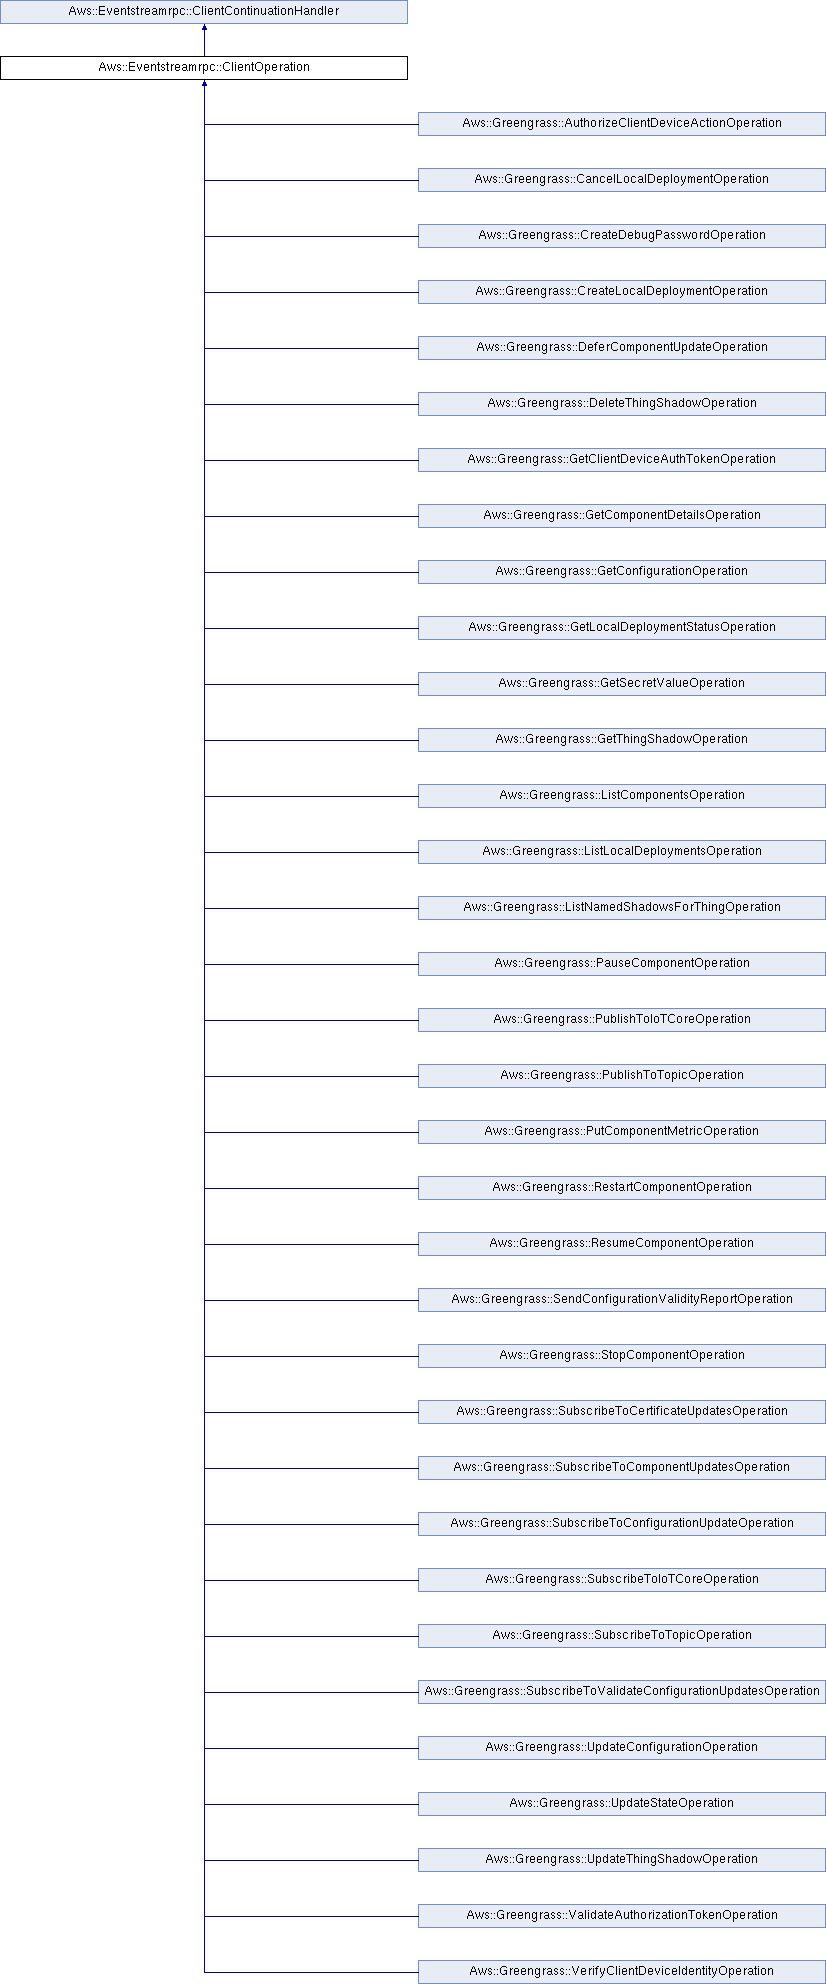 Aws::Eventstreamrpc::ClientContinuationHandler
Aws::Eventstreamrpc::ClientOperation
Aws::Greengrass::AuthorizeClientDeviceActionOperation
Aws::Greengrass::CancelLocalDeploymentOperation
Aws::Greengrass::CreateDebugPasswordOperation
Aws::Greengrass::CreateLocalDeploymentOperation
Aws::Greengrass::DeferComponentUpdateOperation
Aws::Greengrass::DeleteThingShadowOperation
Aws::Greengrass::GetClientDeviceAuthTokenOperation
Aws::Greengrass::GetComponentDetailsOperation
Aws::Greengrass::GetConfigurationOperation
Aws::Greengrass::GetLocalDeploymentStatusOperation
Aws::Greengrass::GetSecretValueOperation
Aws::Greengrass::GetThingShadowOperation
Aws::Greengrass::ListComponentsOperation
Aws::Greengrass::ListLocalDeploymentsOperation
Aws::Greengrass::ListNamedShadowsForThingOperation
Aws::Greengrass::PauseComponentOperation
Aws::Greengrass::PublishToIoTCoreOperation
Aws::Greengrass::PublishToTopicOperation
Aws::Greengrass::PutComponentMetricOperation
Aws::Greengrass::RestartComponentOperation
Aws::Greengrass::ResumeComponentOperation
Aws::Greengrass::SendConfigurationValidityReportOperation
Aws::Greengrass::StopComponentOperation
Aws::Greengrass::SubscribeToCertificateUpdatesOperation
Aws::Greengrass::SubscribeToComponentUpdatesOperation
Aws::Greengrass::SubscribeToConfigurationUpdateOperation
Aws::Greengrass::SubscribeToIoTCoreOperation
Aws::Greengrass::SubscribeToTopicOperation
Aws::Greengrass::SubscribeToValidateConfigurationUpdatesOperation
Aws::Greengrass::UpdateConfigurationOperation
Aws::Greengrass::UpdateStateOperation
Aws::Greengrass::UpdateThingShadowOperation
Aws::Greengrass::ValidateAuthorizationTokenOperation
Aws::Greengrass::VerifyClientDeviceIdentityOperation